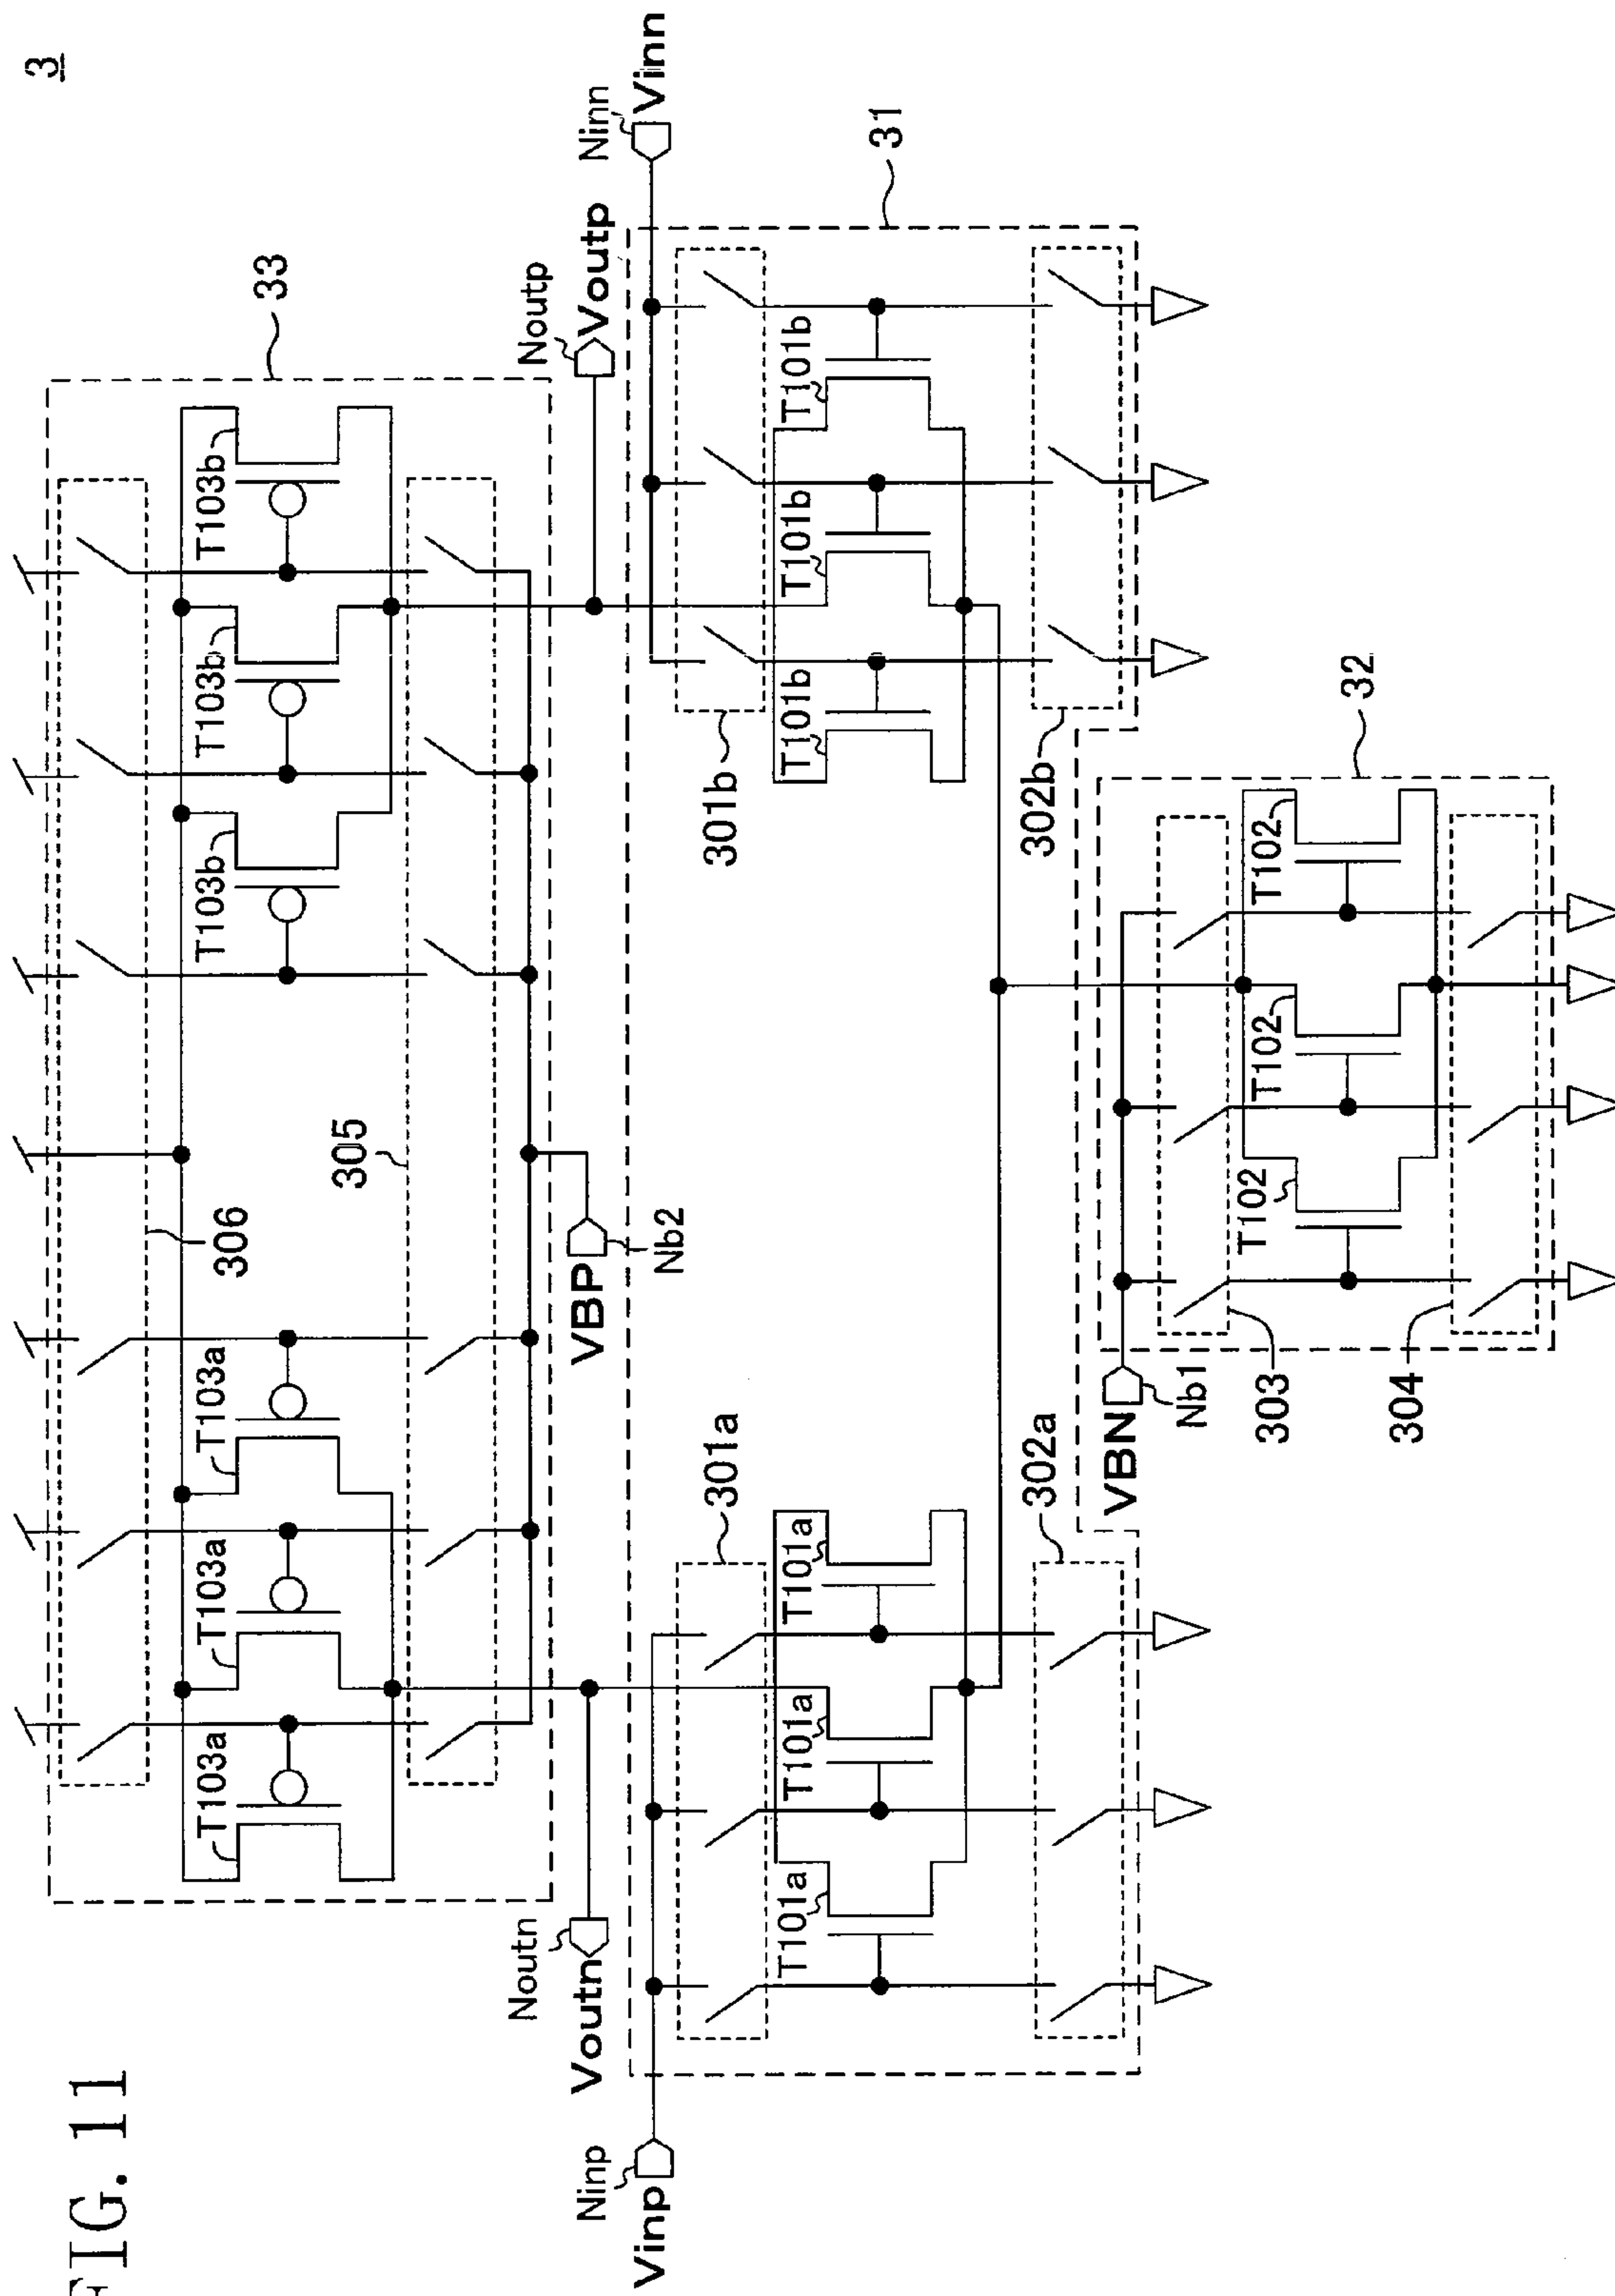 FIG. 11
3
33
T103a
T103a
T103a
306
T103b
T103b
T103b
305
Noutn
Voutn
VBP
Nb2
Noutp
Voutp
Ninp
Vinp
Ninn
Vinn
301a
301b
31
T101a
T101a
T101a
T101b
T101b
T101b
302a
302b
VBN
Nb1
32
303
T102
T102
T102
304